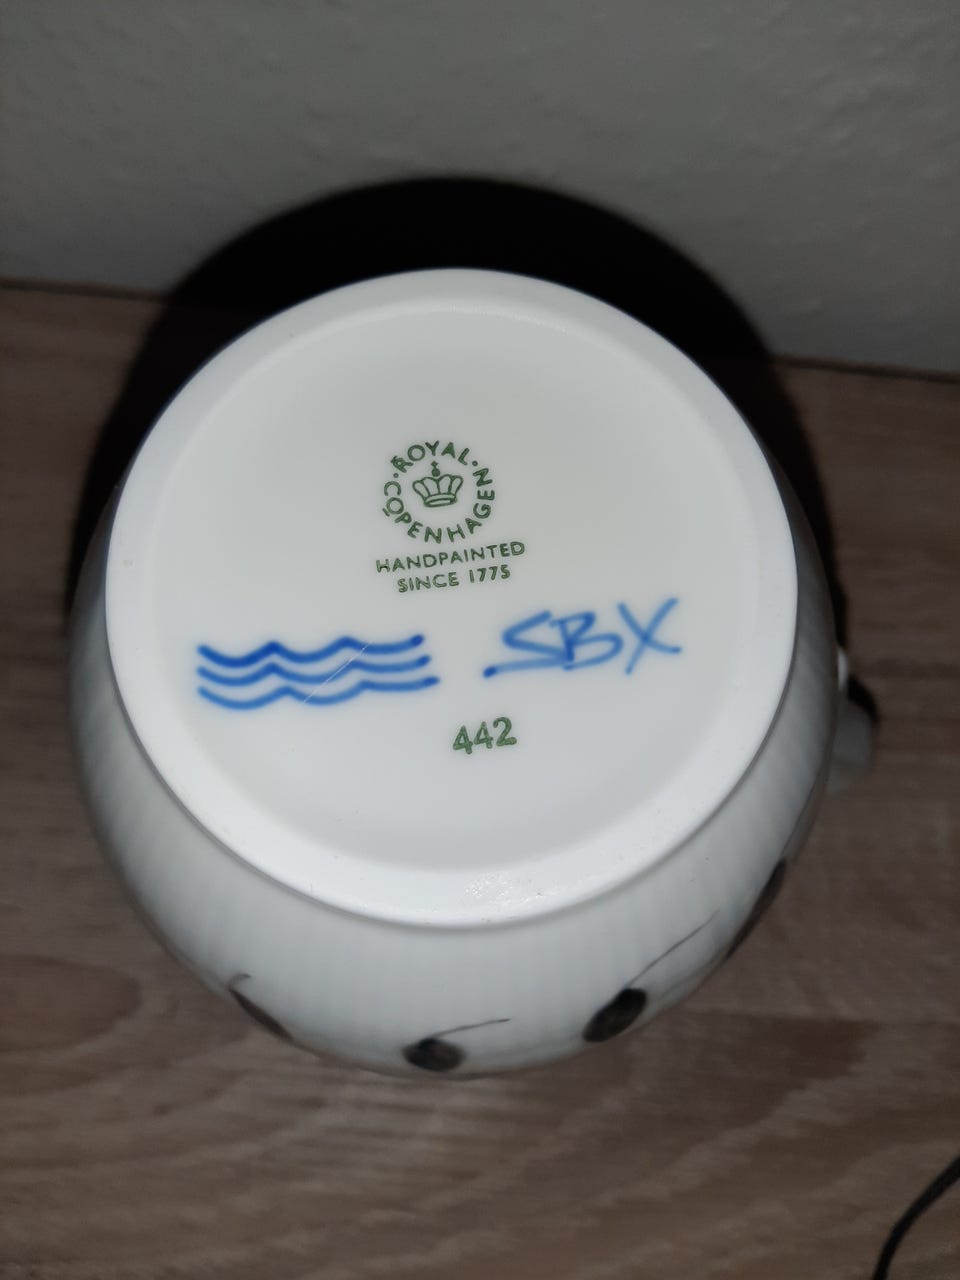 ROYAL · COPENHAGEN ·
HANDPAINTED
SINCE 1775
SBX
442